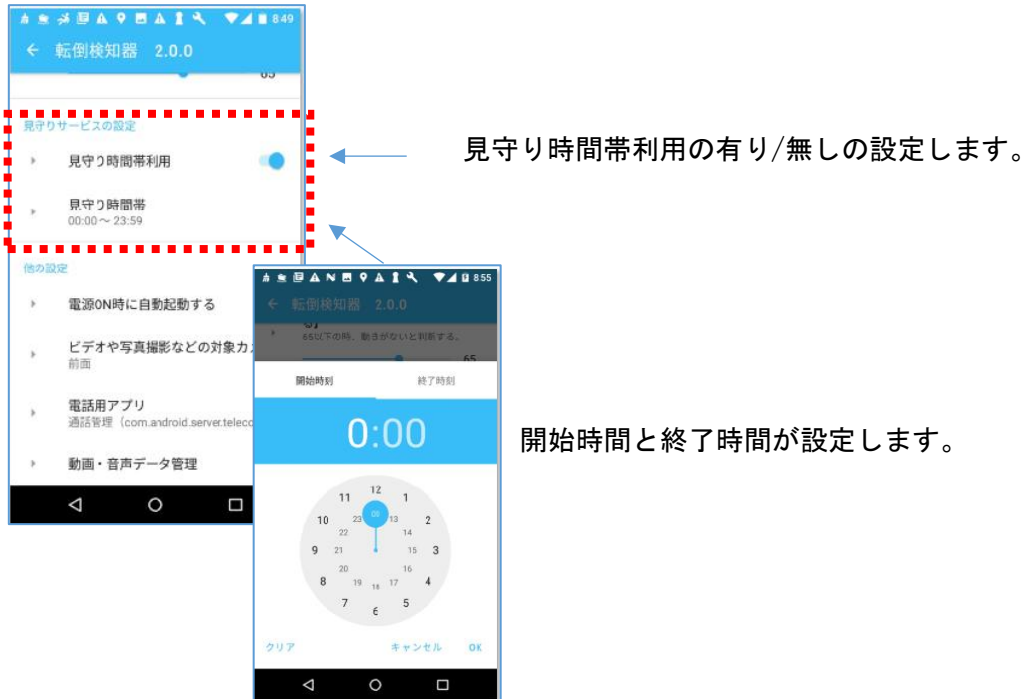 8:49
転倒検知器 2.0.0
65
見守りサービスの設定
見守り時間帯利用
見守り時間帯
00:00～ 23:59
他の設定
電源ON時に自動起動する
ビデオや写真撮影などの対象カ
前面
電話用アプリ
通話管理（com.android.server.teleco
動画・音声データ管理
見守り時間帯利用の有り/無しの設定します。
8:55
転倒検知器 2.0.0
65以下の時、動きがないと判断する。
65
開始時刻 終了時刻
0:00
12
11 1
10 23 00 13 2
22 14
9 21 15 3
20 16
8 19 18 17 4
7 5
6
クリア キャンセル OK
開始時間と終了時間が設定します。